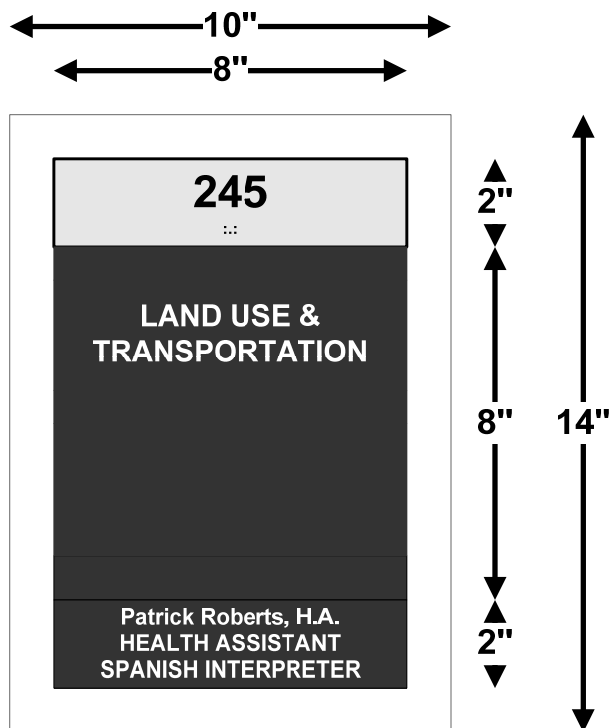 10"
8"
245
:.:
2"
LAND USE &
TRANSPORTATION
8"
14"
Patrick Roberts, H.A.
HEALTH ASSISTANT
SPANISH INTERPRETER
2"